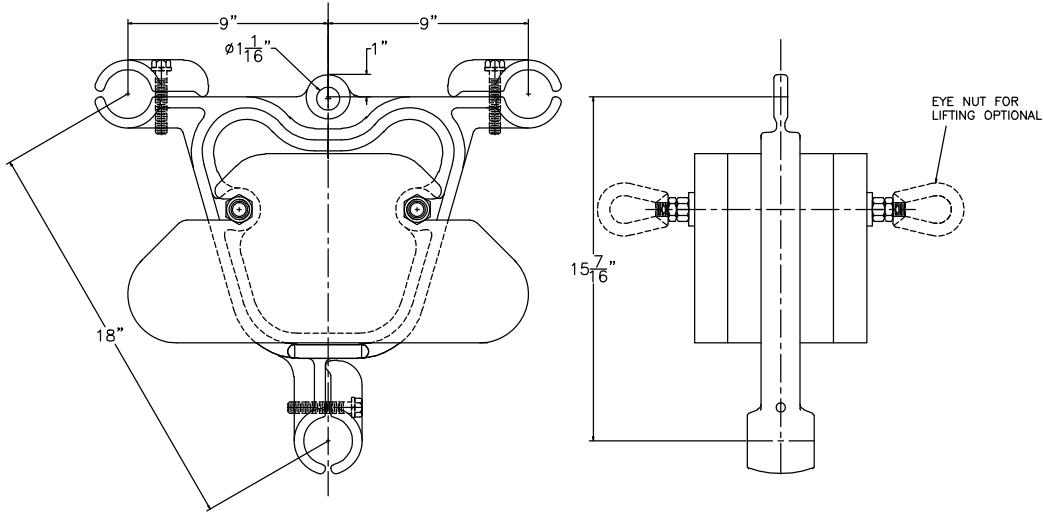 9"
9"
ø1 1/16"
1"
EYE NUT FOR
LIFTING OPTIONAL
15 7/16"
18"